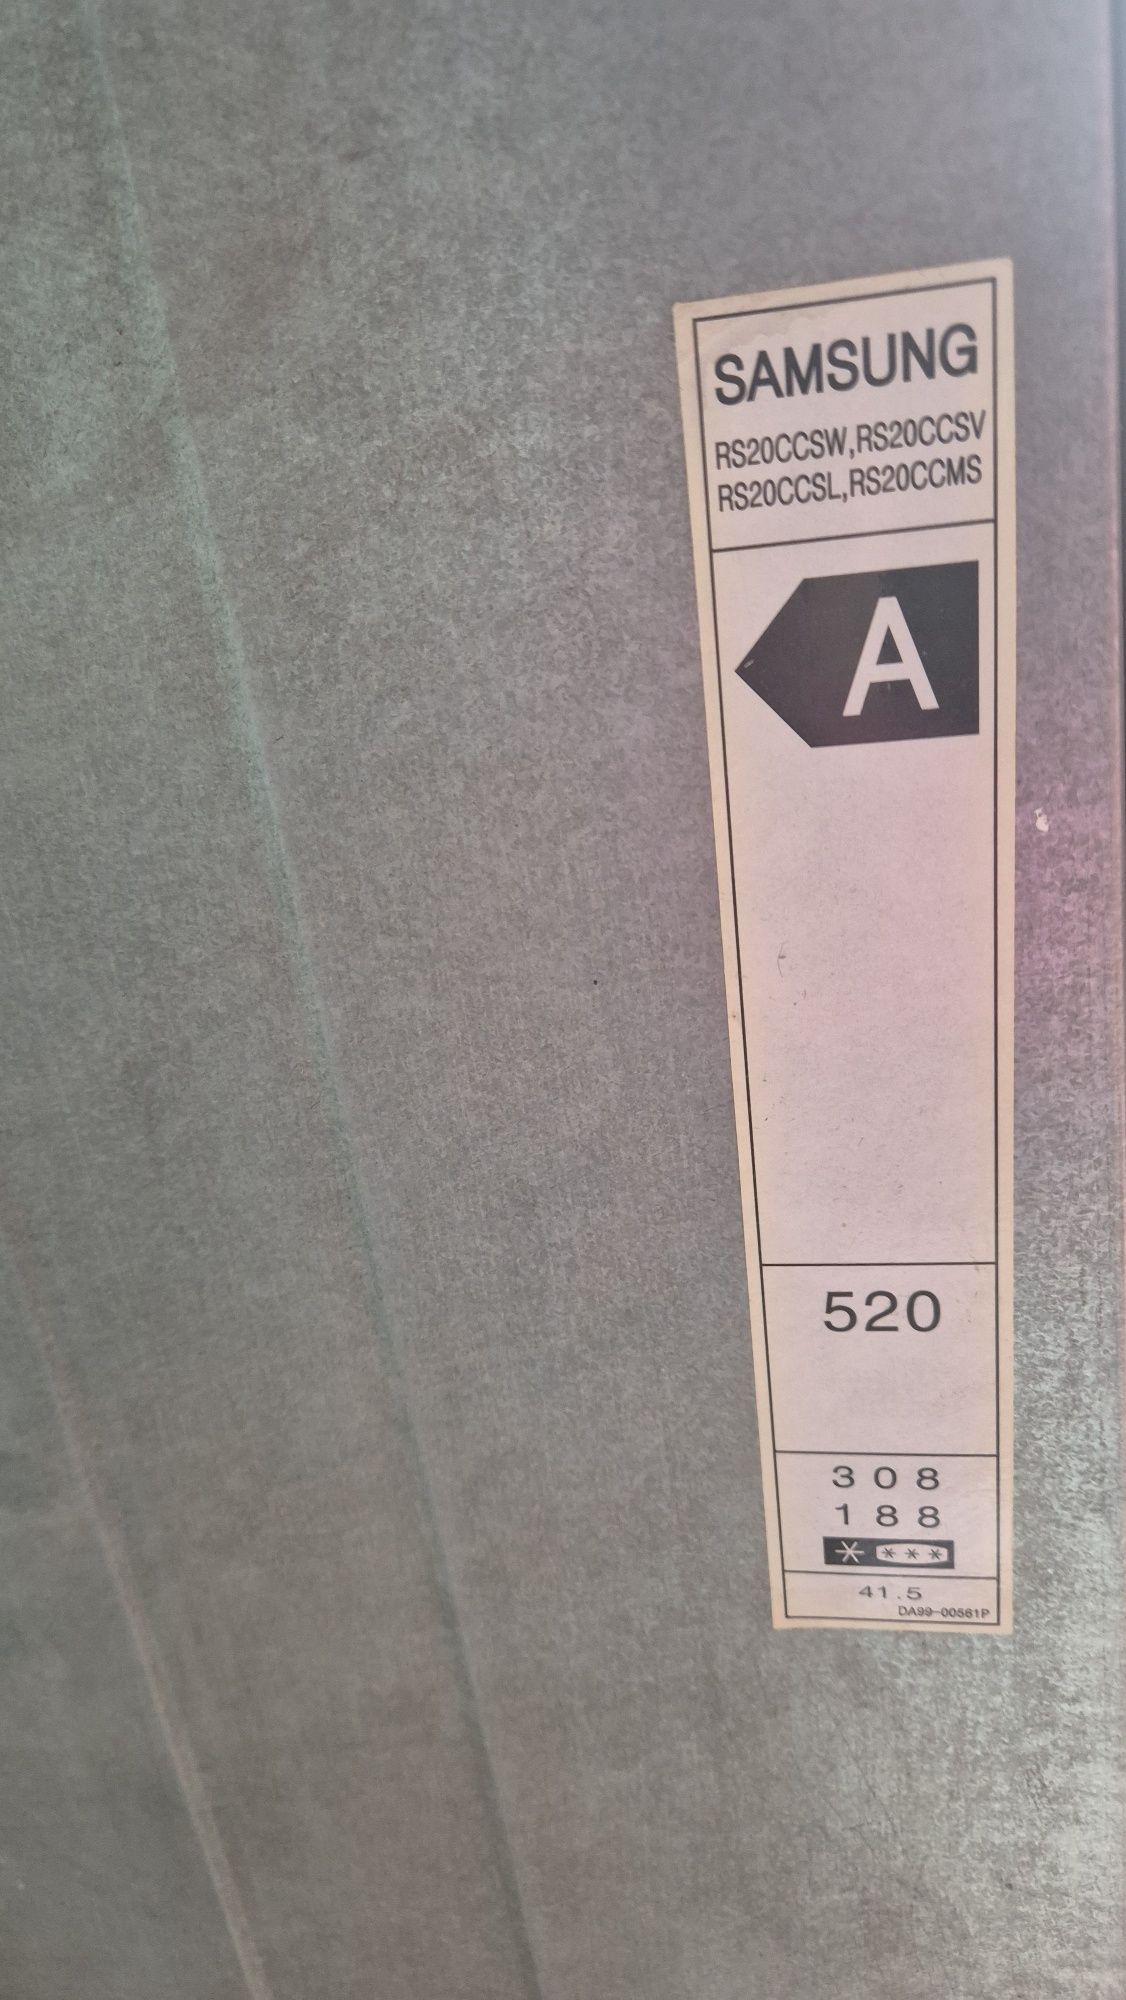 SAMSUNG
RS20CCSW,RS20CCSV
RS20CCSL,RS20CCMS
A
520
308
188
* ***
41.5
DA99-00561P